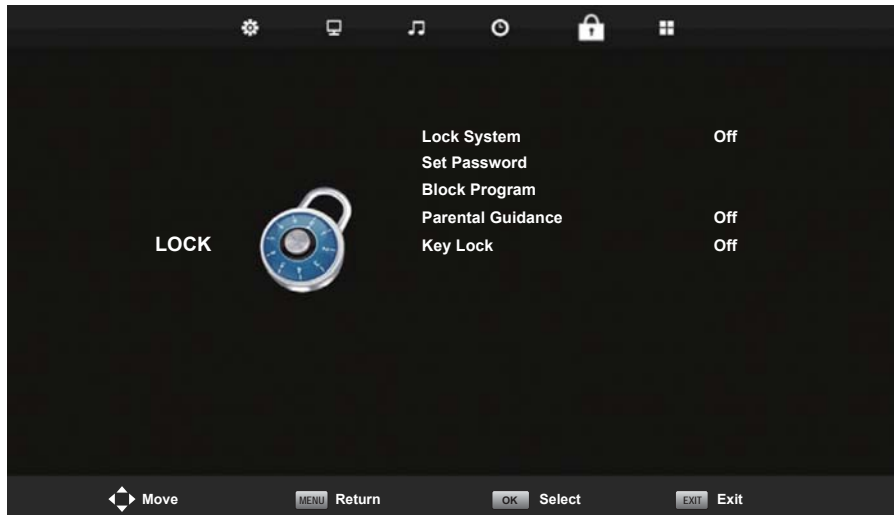 Lock System Off
Set Password
Block Program
Parental Guidance Off
LOCK
Key Lock Off
Move MENU Return OK Select EXIT Exit